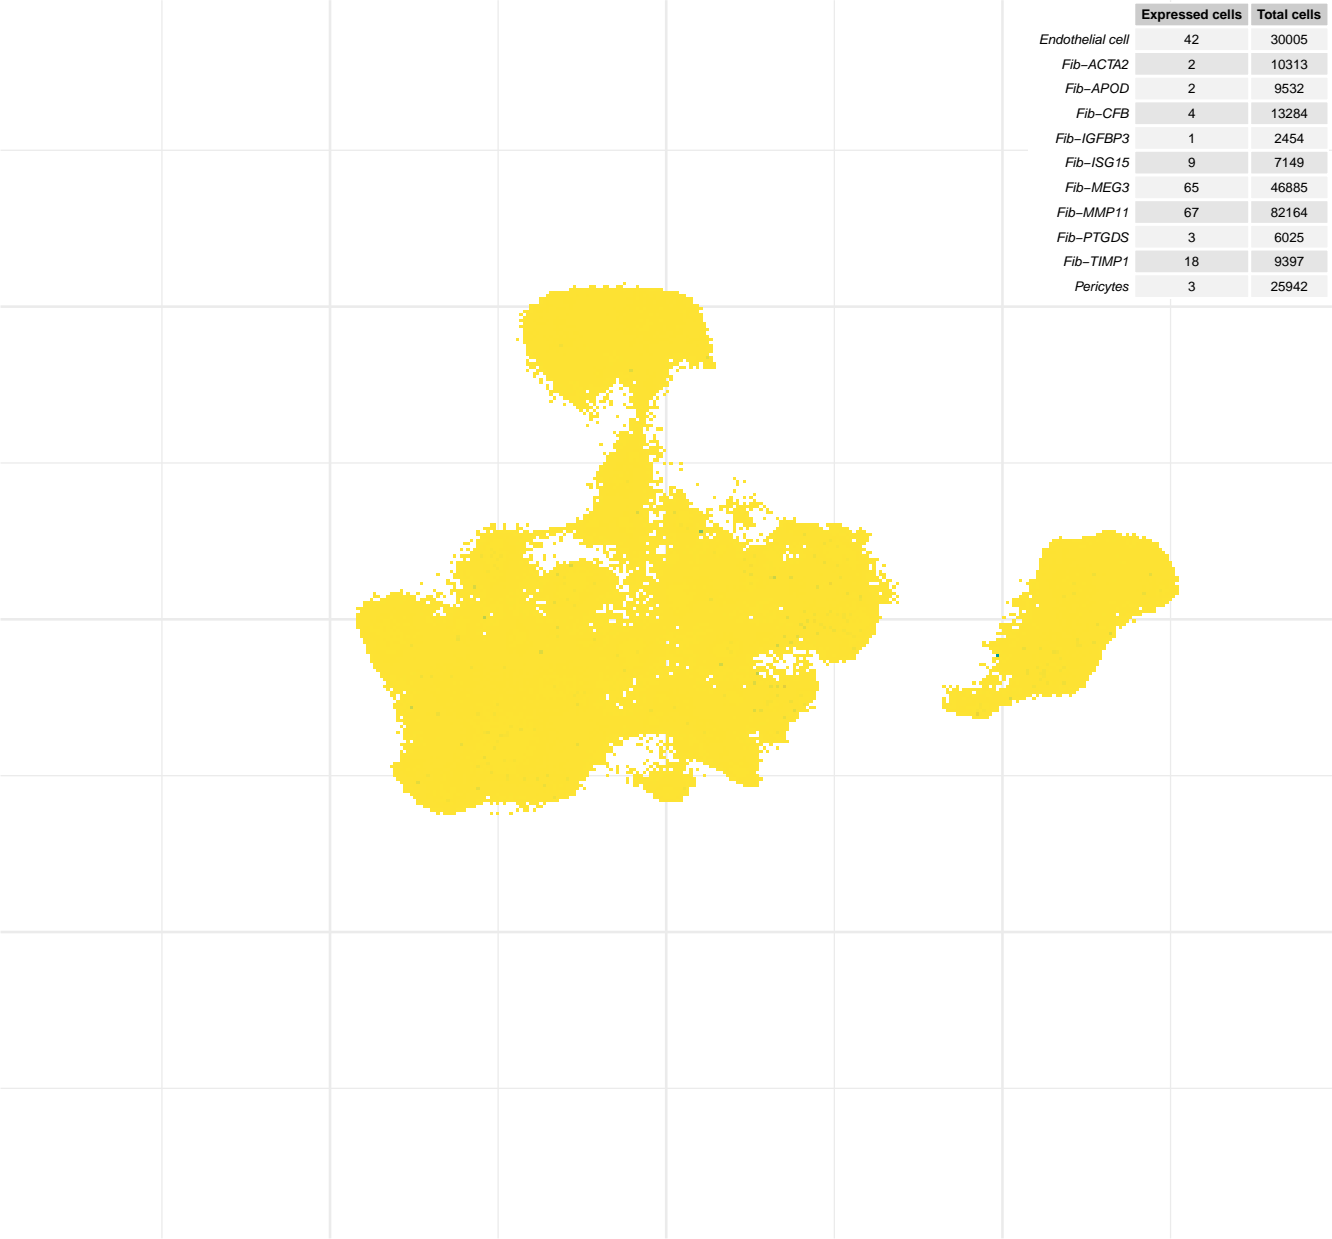 Expressed cells Total cells
Endothelial cell 42 30005
Fib−ACTA2 2 10313
Fib−APOD 2 9532
Fib−CFB 4 13284
Fib−IGFBP3 1 2454
Fib−ISG15 9 7149
Fib−MEG3 65 46885
Fib−MMP11 67 82164
Fib−PTGDS 3 6025
Fib−TIMP1 18 9397
Pericytes 3 25942